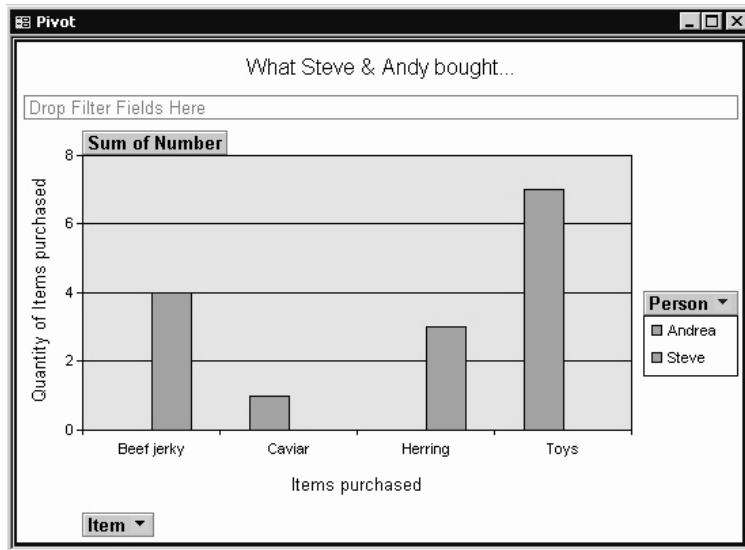 Pivot
What Steve & Andy bought...
Drop Filter Fields Here
Sum of Number
8
6
4
2
0
Quantity of Items purchased
Beef jerky Caviar Herring Toys
Items purchased
Item
Person
Andrea
Steve